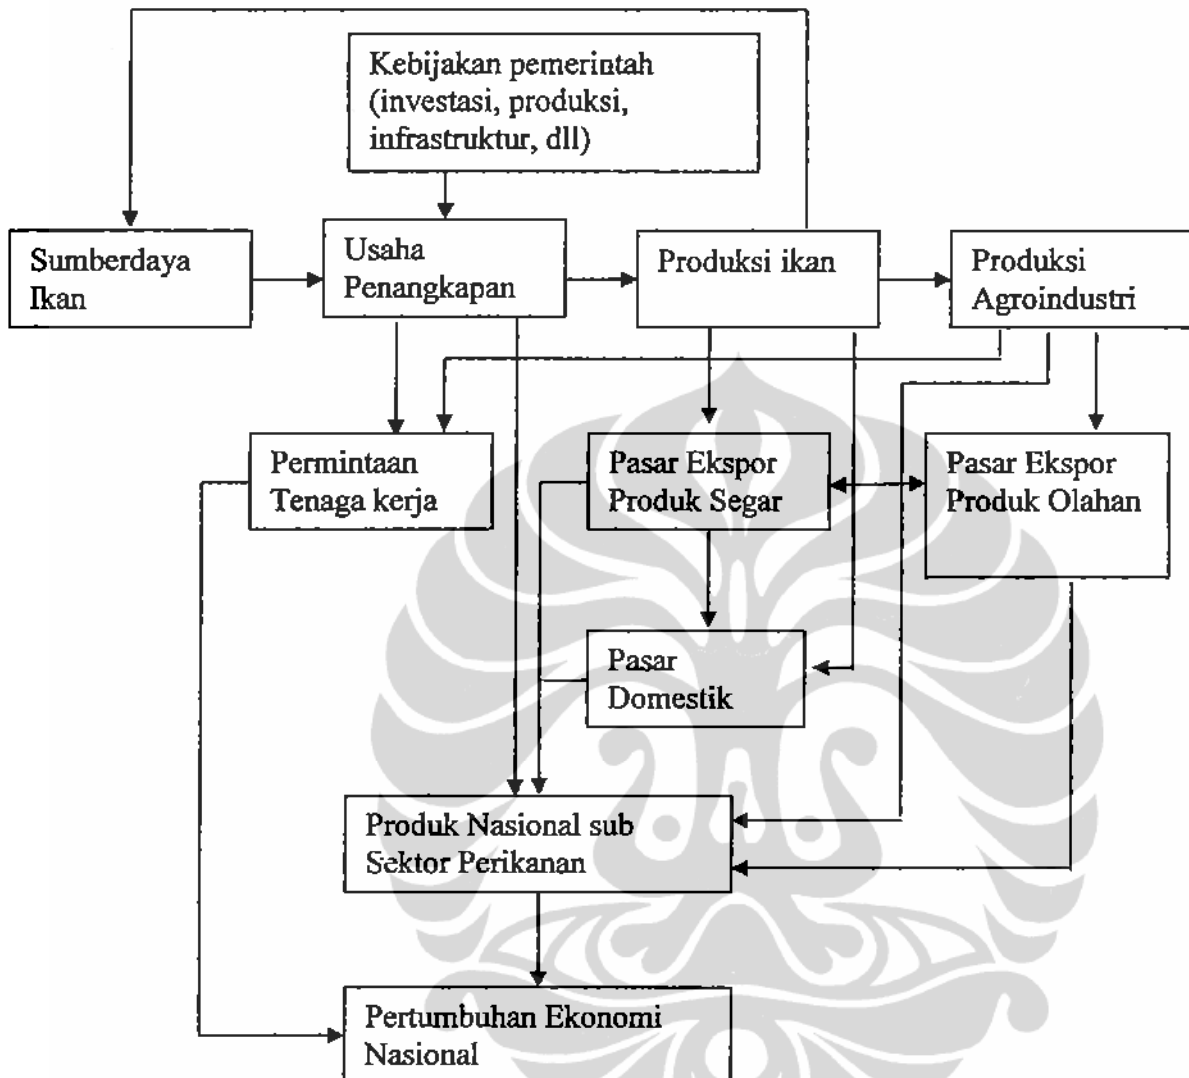 Kebijakan pemerintah
(investasi, produksi,
infrastruktur, dll)
Sumberdaya
Ikan
Usaha
Penangkapan
Produksi ikan
Produksi
Agroindustri
Permintaan
Tenaga kerja
Pasar Ekspor
Produk Segar
Pasar Ekspor
Produk Olahan
Pasar
Domestik
Produk Nasional sub
Sektor Perikanan
Pertumbuhan Ekonomi
Nasional